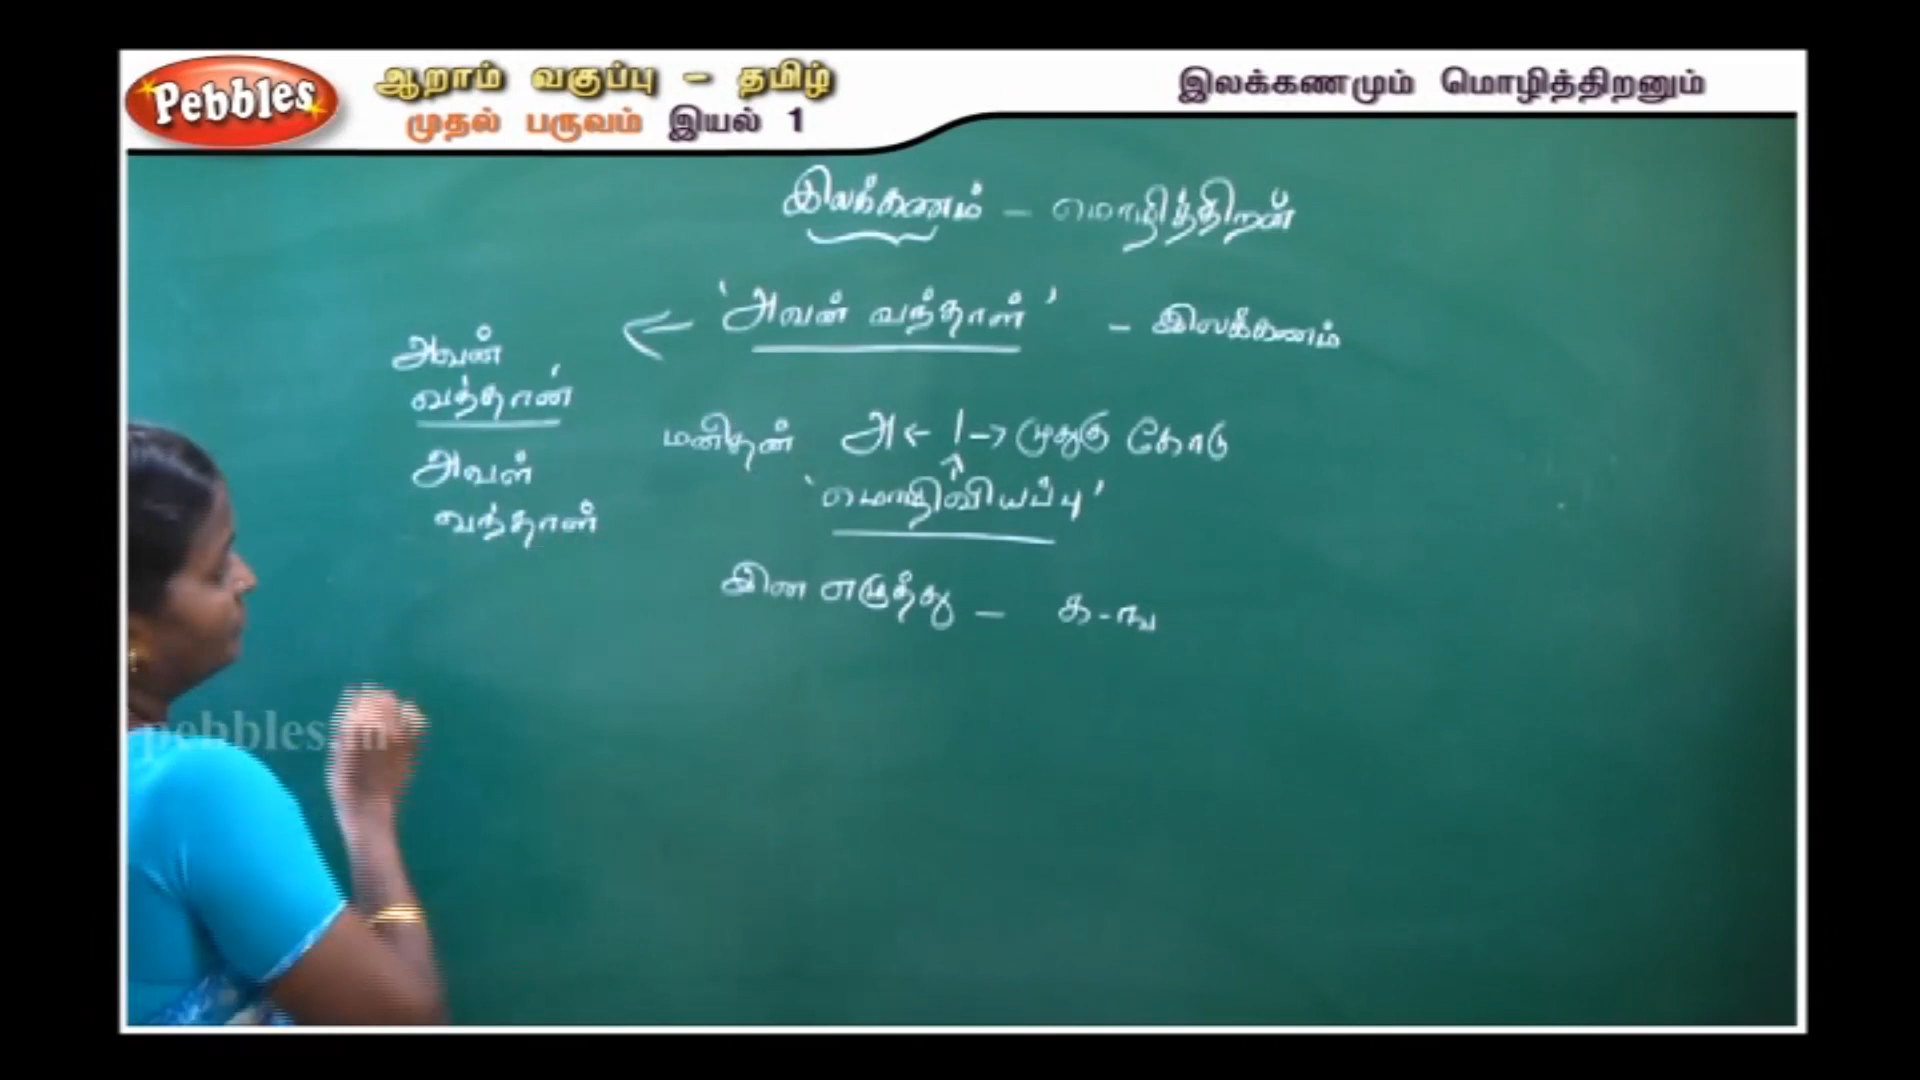 Pebbles
ஆறாம் வகுப்பு - தமிழ்
முதல் பருவம் இயல் 1
இலக்கணமும் மொழித்திறனும்
இலக்கணம் - மொழித்திறன்
'அவன் வந்தாள்' - இலக்கணம்
அவன்
வந்தான்
அவள்
வந்தாள்
மனிதன் அ ← | → முதுகு கோடு
'மொழிவியப்பு'
இன எழுத்து - க - ங
pebbles.in